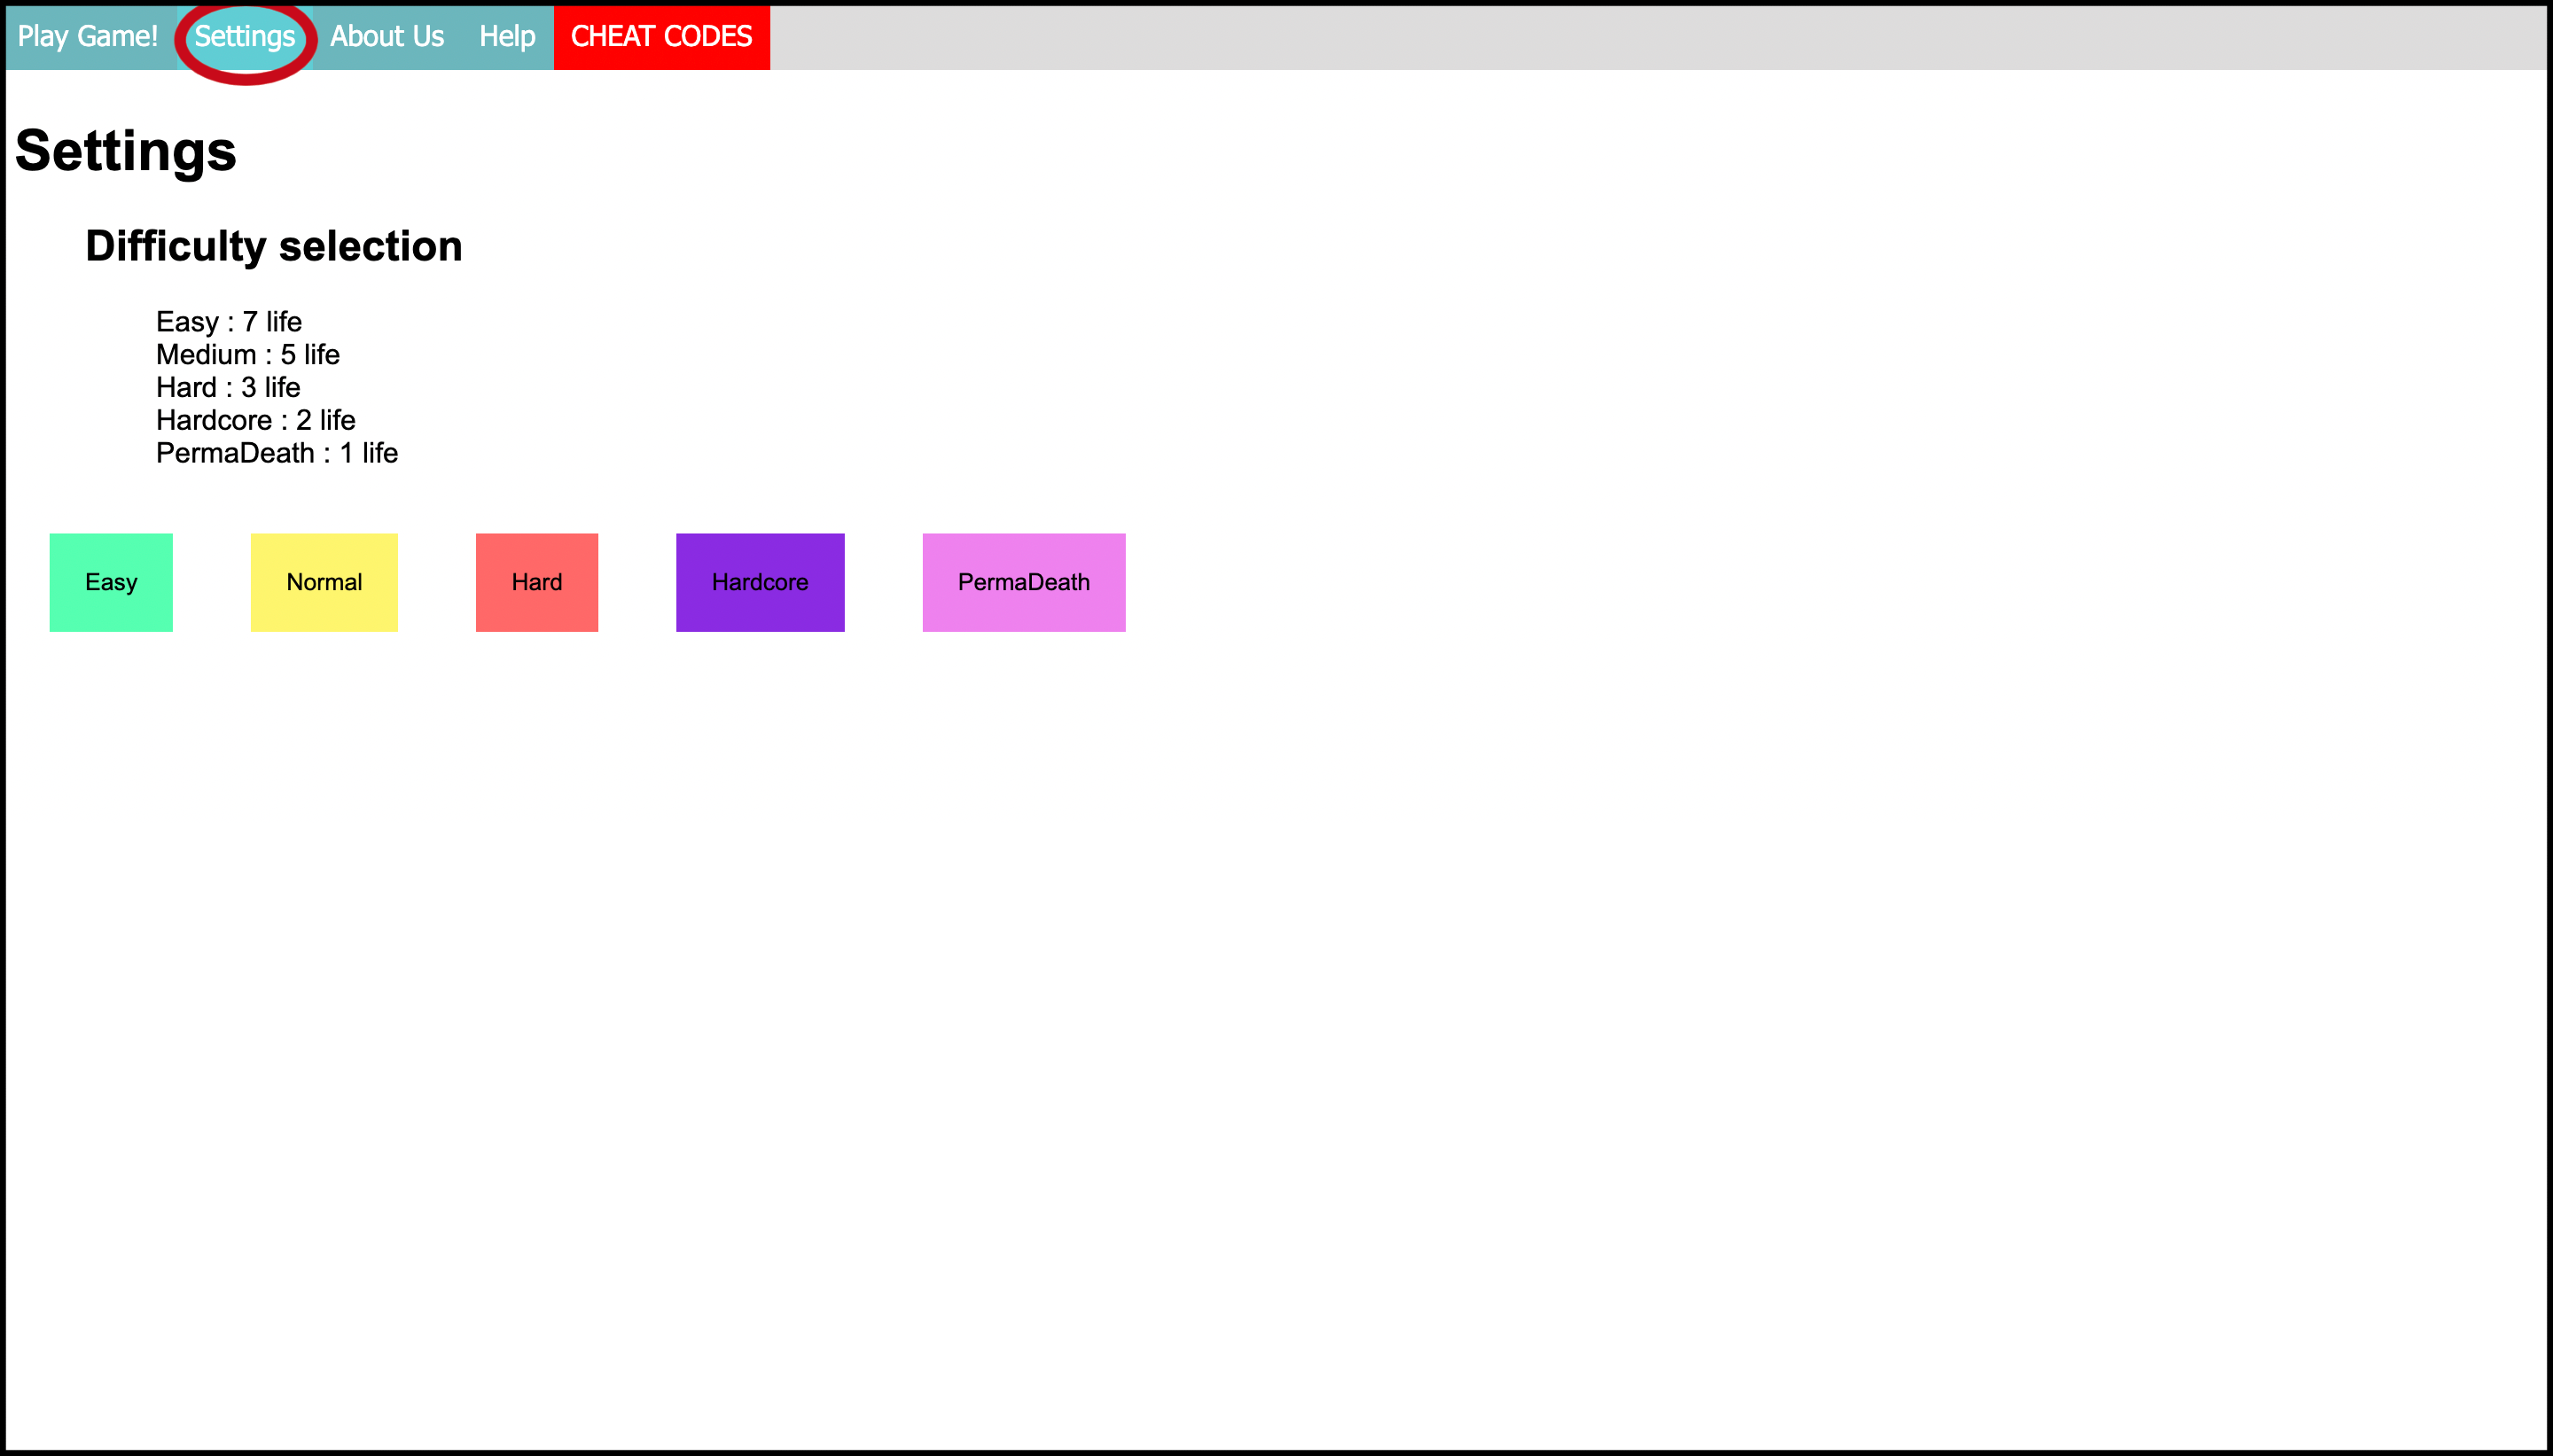 Play Game! Settings About Us Help CHEAT CODES
Settings
Difficulty selection
Easy : 7 life
Medium : 5 life
Hard : 3 life
Hardcore : 2 life
PermaDeath : 1 life
Easy Normal Hard Hardcore PermaDeath